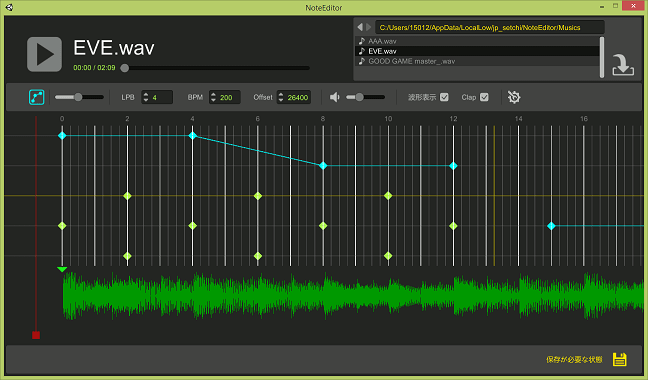 NoteEditor
EVE.wav
00:00 / 02:09
C:/Users/15012/AppData/LocalLow/jp_setchi/NoteEditor/Musics
AAA.wav
EVE.wav
GOOD GAME master_.wav
LPB 4 BPM 200 Offset 26400 波形表示 Clap
0 2 4 6 8 10 12 14 16
保存が必要な状態